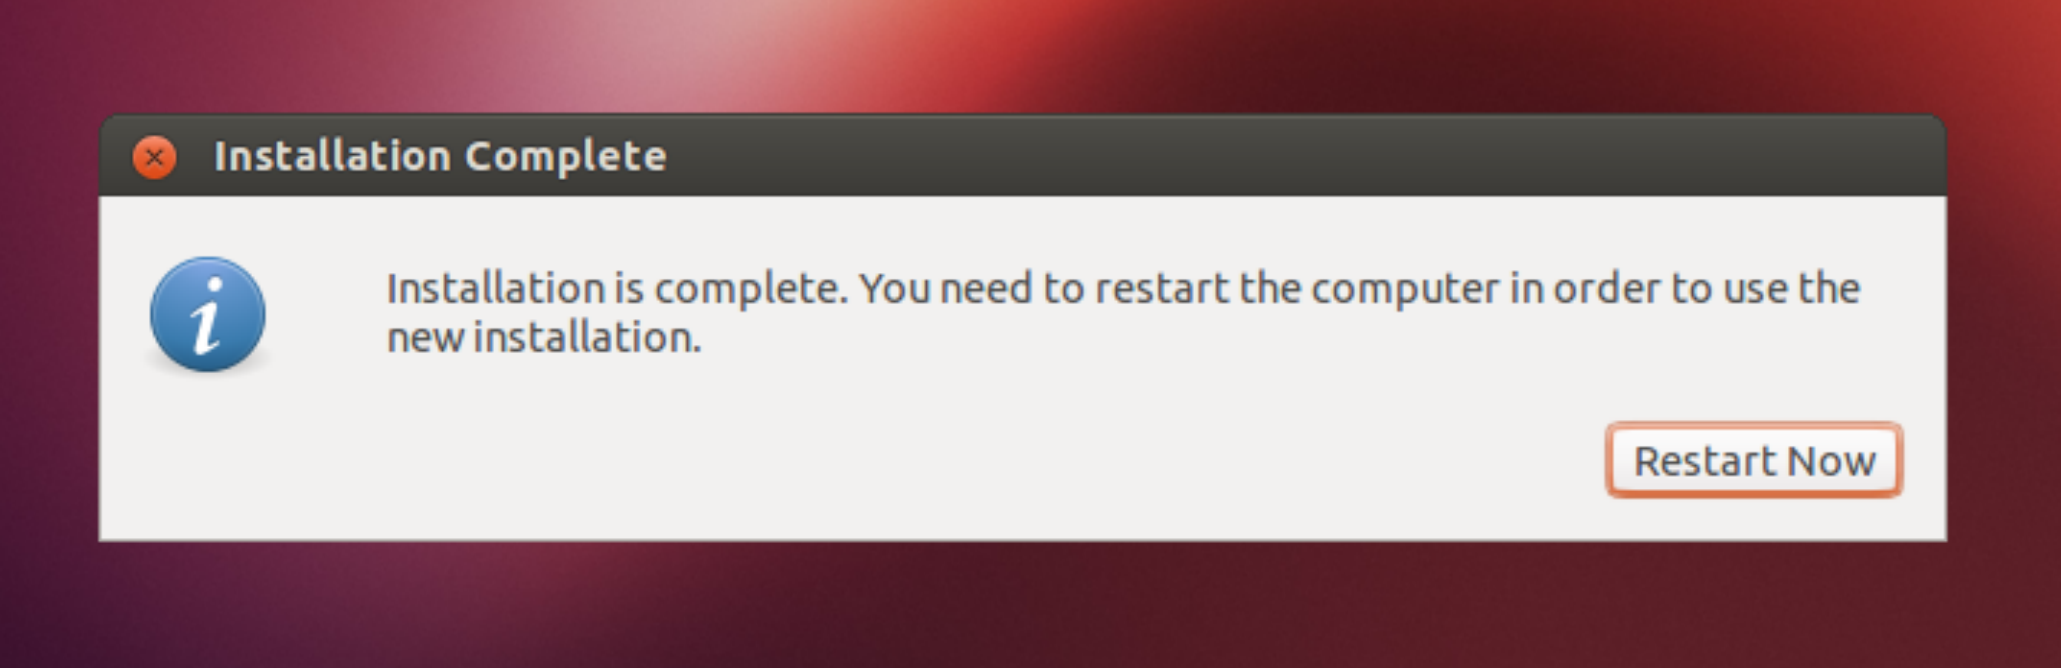 Installation Complete
Installation is complete. You need to restart the computer in order to use the
new installation.
Restart Now